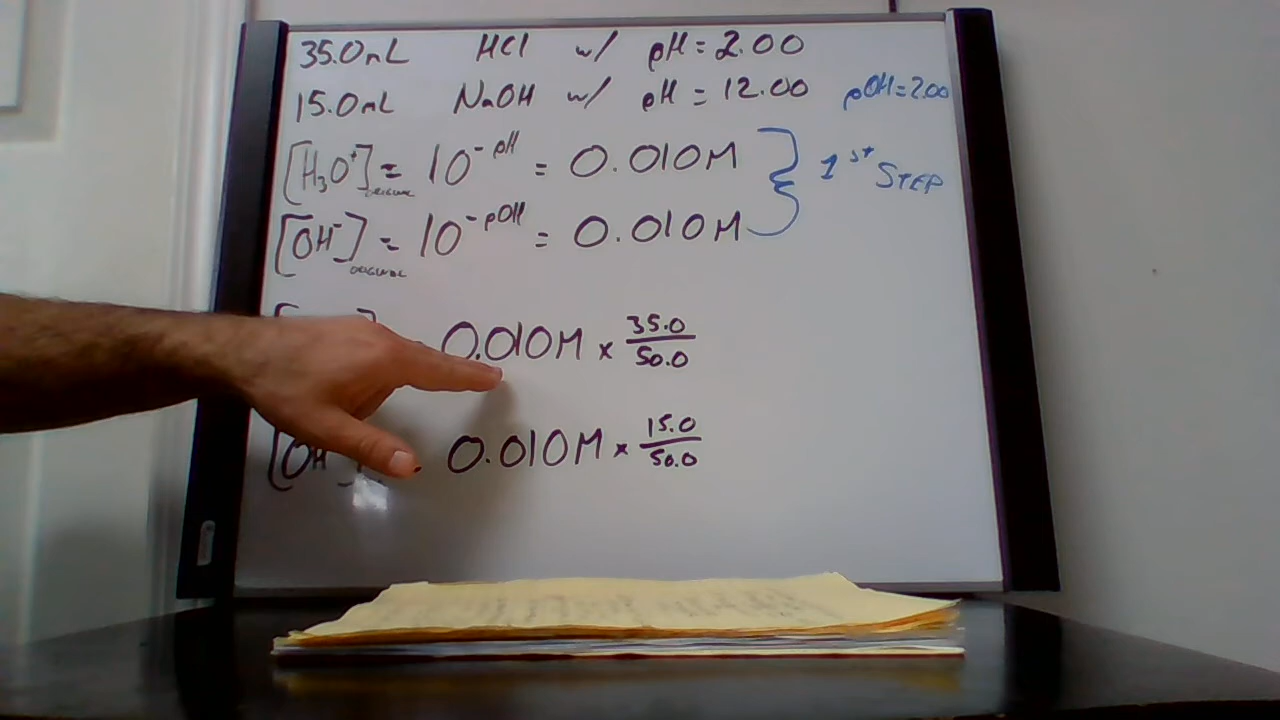 35.0mL HCl w/ pH = 2.00
15.0mL NaOH w/ pH = 12.00 pOH = 2.00
[H₃O⁺]ORIGINAL = 10^-pH = 0.010M
1st STEP
[OH⁻]ORIGINAL = 10^-pOH = 0.010M
0.010M × 35.0/50.0
[OH 0.010M × 15.0/50.0